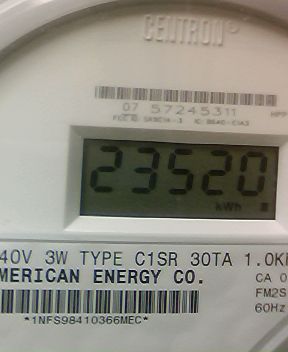 CENTRON®
07 57245311
23520
kWh
40V 3W TYPE C1SR 30TA 1.0K
MERICAN ENERGY CO.
CA 0
FM2S
60Hz
*1NFS98410366MEC*